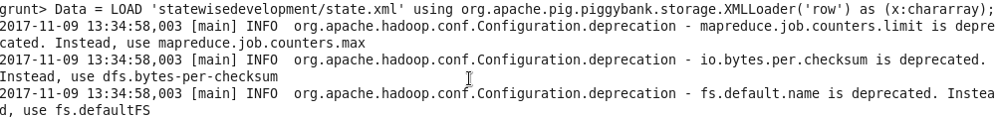 grunt> Data = LOAD 'statewisedevelopment/state.xml' using org.apache.pig.piggybank.storage.XMLLoader('row') as (x:chararray);
2017-11-09 13:34:58,003 [main] INFO  org.apache.hadoop.conf.Configuration.deprecation - mapreduce.job.counters.limit is depre
cated. Instead, use mapreduce.job.counters.max
2017-11-09 13:34:58,003 [main] INFO  org.apache.hadoop.conf.Configuration.deprecation - io.bytes.per.checksum is deprecated.
Instead, use dfs.bytes-per-checksum
2017-11-09 13:34:58,003 [main] INFO  org.apache.hadoop.conf.Configuration.deprecation - fs.default.name is deprecated. Instea
d, use fs.defaultFS